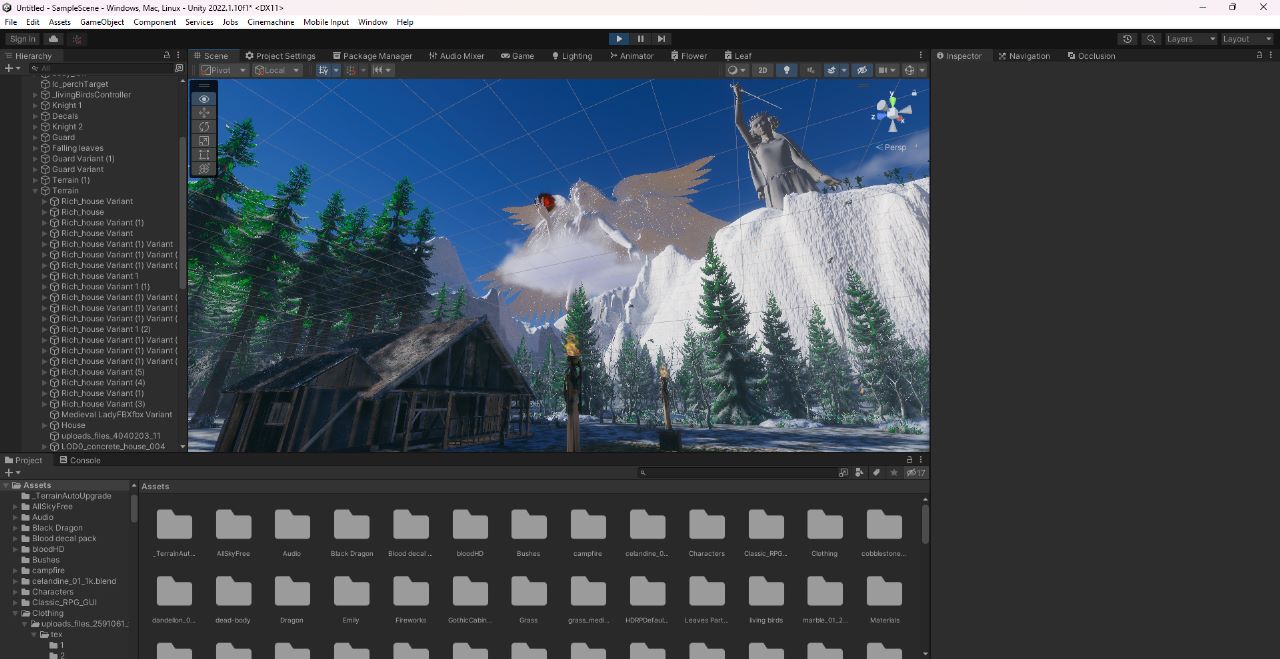 Untitled - SampleScene - Windows, Mac, Linux - Unity 2022.1.10f1* <DX11>
File Edit Assets GameObject Component Services Jobs Cinemachine Mobile Input Window Help
Sign in Layers Layout
Hierarchy Scene Project Settings Package Manager Audio Mixer Game Lighting Animator Flower Leaf Inspector Navigation Occlusion
All Pivot Local 2D
lc_perchTarget
_livingBirdsController
Knight 1
Decals
Knight 2
Guard
Falling leaves
Guard Variant (1)
Guard Variant
Terrain (1)
Terrain
Rich_house Variant
Rich_house
Rich_house Variant (1)
Rich_house Variant
Rich_house Variant (1) Variant
Rich_house Variant (1) Variant (
Rich_house Variant (1) Variant (
Rich_house Variant 1
Rich_house Variant 1 (1)
Rich_house Variant (1) Variant (
Rich_house Variant (1) Variant (
Rich_house Variant (1) Variant (
Rich_house Variant 1 (2)
Rich_house Variant (1) Variant (
Rich_house Variant (1) Variant (
Rich_house Variant (1) Variant (
Rich_house Variant (5)
Rich_house Variant (4)
Rich_house Variant (1)
Rich_house Variant (3)
Medieval LadyFBXfbx Variant
House
uploads_files_4040203_11
LOD0_concrete_house_004
y
z x
< Persp
Project Console
17
Assets
_TerrainAutoUpgrade
AllSkyFree
Audio
Black Dragon
Blood decal pack
bloodHD
Bushes
campfire
celandine_01_1k.blend
Characters
Classic_RPG_GUI
Clothing
uploads_files_2591061_
tex
1
2
Assets
_TerrainAut... AllSkyFree Audio Black Dragon Blood decal ... bloodHD Bushes campfire celandine_0... Characters Classic_RPG... Clothing cobblestone...
dandelion_0... dead-body Dragon Emily Fireworks GothicCabin... Grass grass_medi... HDRPDefaul... Leaves Part... living birds marble_01_2... Materials